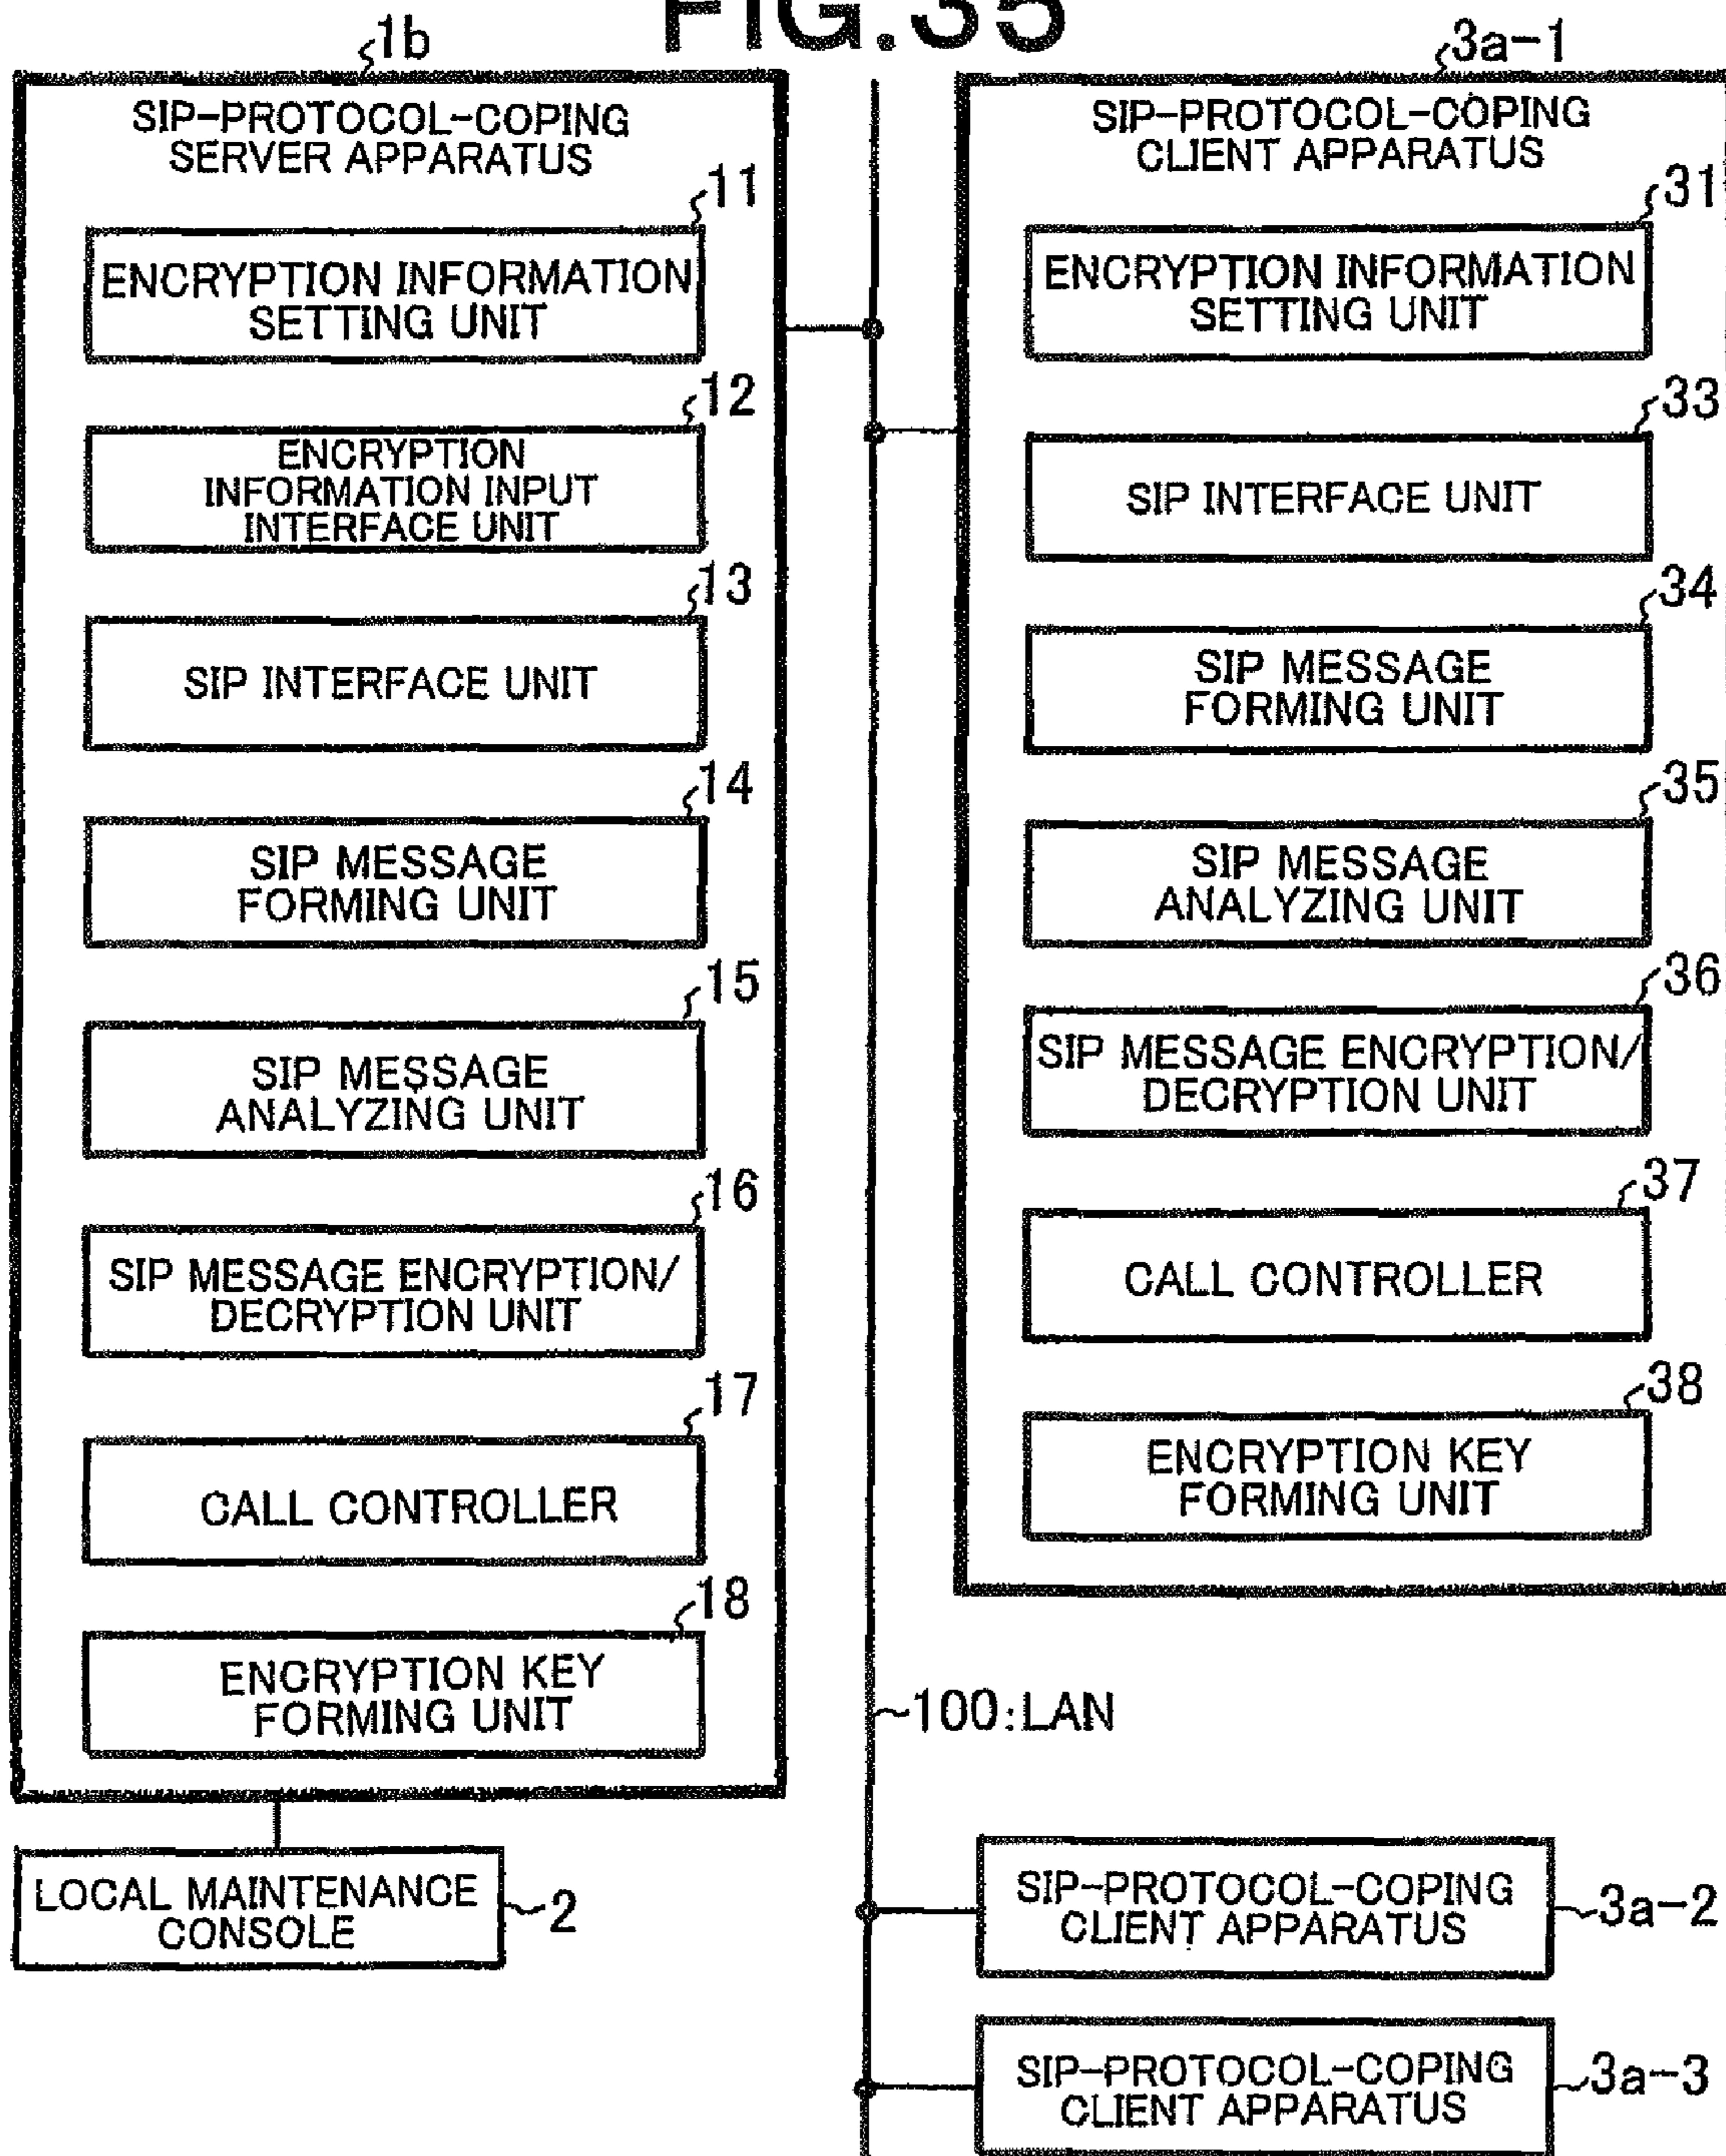 FIG.35
1b
SIP-PROTOCOL-COPING
SERVER APPARATUS
11
ENCRYPTION INFORMATION
SETTING UNIT
12
ENCRYPTION
INFORMATION INPUT
INTERFACE UNIT
13
SIP INTERFACE UNIT
14
SIP MESSAGE
FORMING UNIT
15
SIP MESSAGE
ANALYZING UNIT
16
SIP MESSAGE ENCRYPTION/
DECRYPTION UNIT
17
CALL CONTROLLER
18
ENCRYPTION KEY
FORMING UNIT
LOCAL MAINTENANCE
CONSOLE
2
3a-1
SIP-PROTOCOL-COPING
CLIENT APPARATUS
31
ENCRYPTION INFORMATION
SETTING UNIT
33
SIP INTERFACE UNIT
34
SIP MESSAGE
FORMING UNIT
35
SIP MESSAGE
ANALYZING UNIT
36
SIP MESSAGE ENCRYPTION/
DECRYPTION UNIT
37
CALL CONTROLLER
38
ENCRYPTION KEY
FORMING UNIT
100:LAN
SIP-PROTOCOL-COPING
CLIENT APPARATUS
3a-2
SIP-PROTOCOL-COPING
CLIENT APPARATUS
3a-3